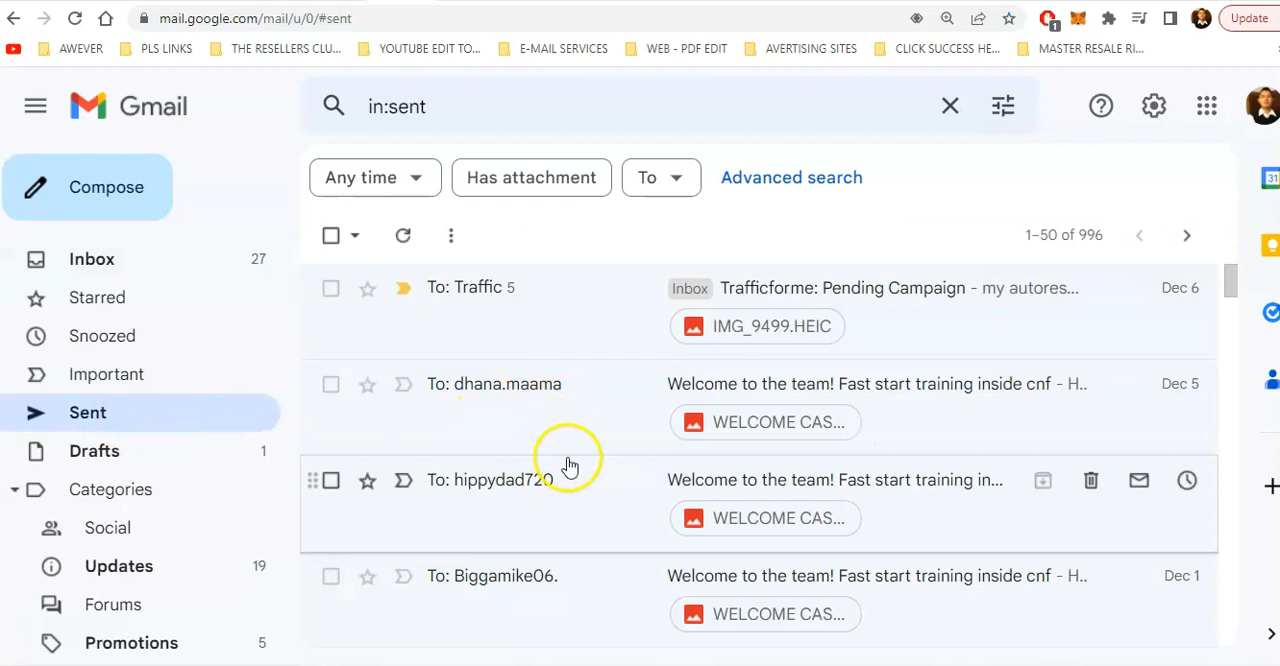 mail.google.com/mail/u/0/#sent
1
Update
AWEVER
PLS LINKS
THE RESELLERS CLU...
YOUTUBE EDIT TO...
E-MAIL SERVICES
WEB - PDF EDIT
AVERTISING SITES
CLICK SUCCESS HE...
MASTER RESALE RI...
Gmail
in:sent
Compose
Any time
Has attachment
To
Advanced search
31
1–50 of 996
Inbox 27
Starred
Snoozed
Important
Sent
Drafts 1
Categories
Social
Updates 19
Forums
Promotions 5
To: Traffic 5 Inbox Trafficforme: Pending Campaign - my autores... Dec 6
IMG_9499.HEIC
To: dhana.maama Welcome to the team! Fast start training inside cnf - H.. Dec 5
WELCOME CAS...
To: hippydad720 Welcome to the team! Fast start training in...
WELCOME CAS...
To: Biggamike06. Welcome to the team! Fast start training inside cnf - H.. Dec 1
WELCOME CAS...